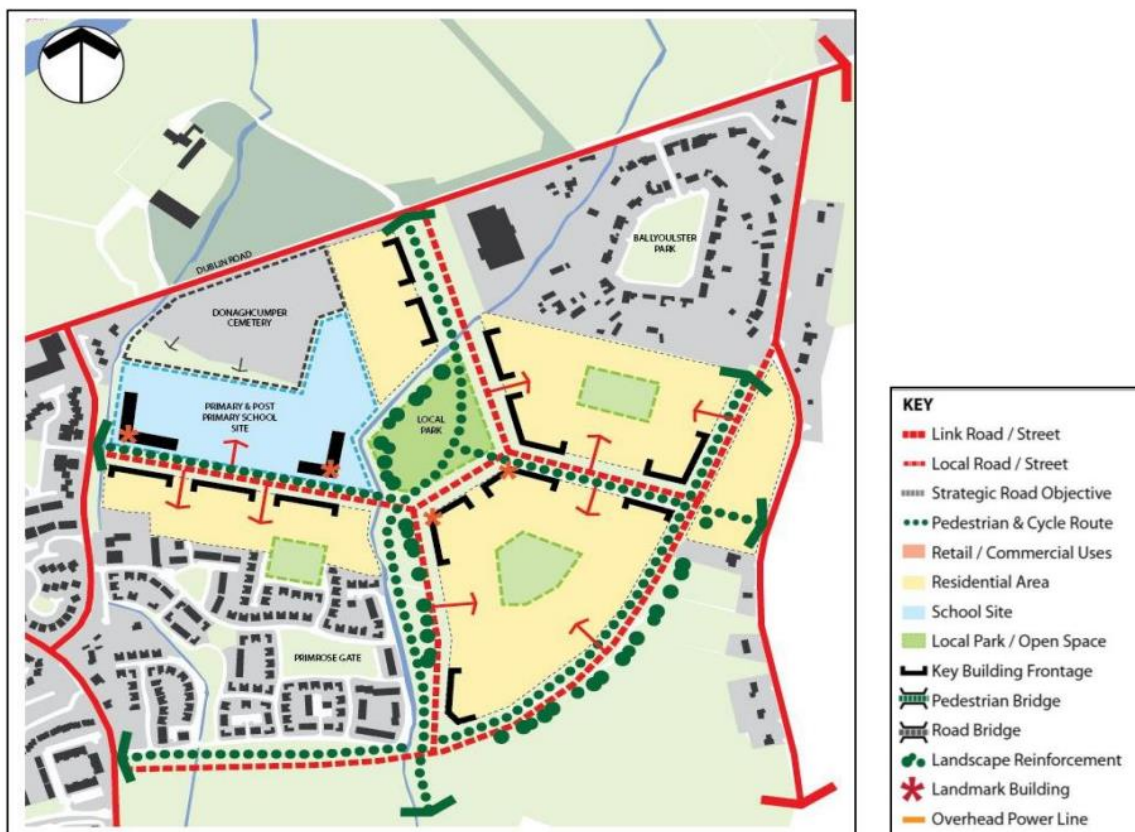 BALLYOULSTER
PARK
DUBLIN ROAD
DONAGHCUMPER
CEMETERY
PRIMARY & POST
PRIMARY SCHOOL
SITE
LOCAL
PARK
PRIMROSE GATE
KEY
Link Road / Street
Local Road / Street
Strategic Road Objective
Pedestrian & Cycle Route
Retail / Commercial Uses
Residential Area
School Site
Local Park / Open Space
Key Building Frontage
Pedestrian Bridge
Road Bridge
Landscape Reinforcement
Landmark Building
Overhead Power Line